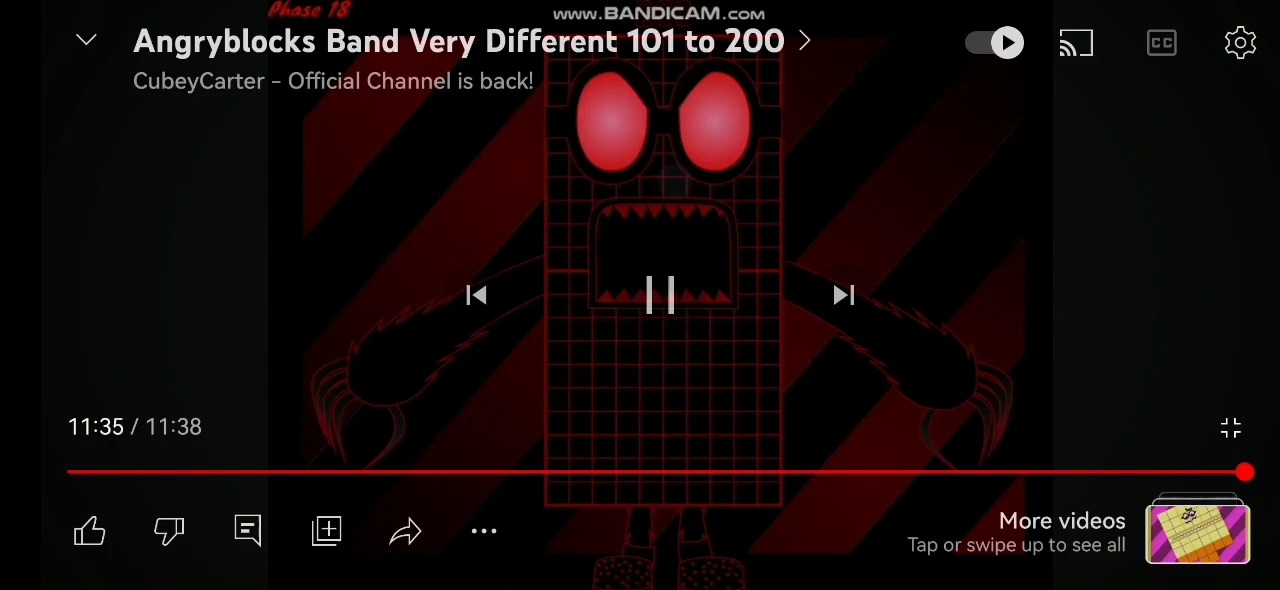 Phase 18
www.BANDICAM.com
Angryblocks Band Very Different 101 to 200
CC
CubeyCarter - Official Channel is back!
11:35 / 11:38
More videos
Tap or swipe up to see all